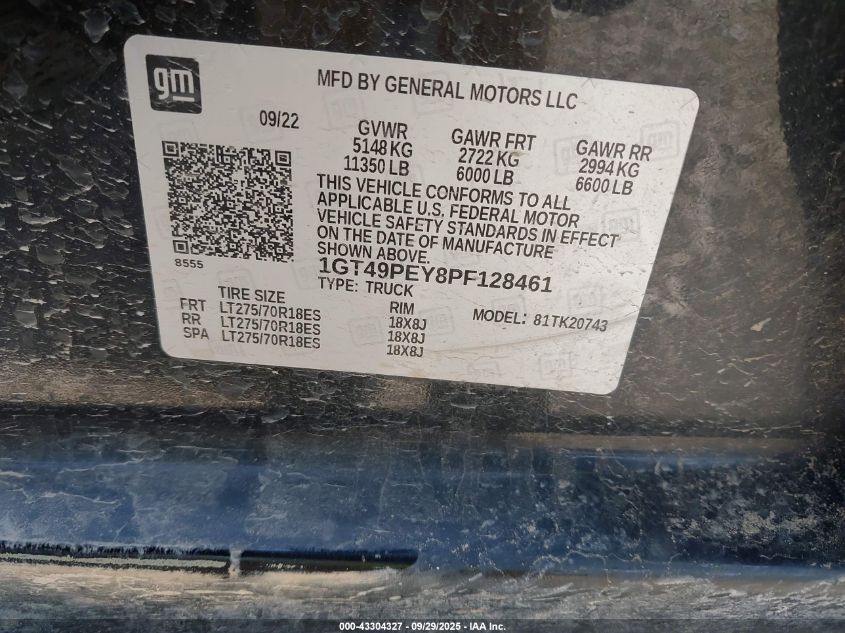 gm
MFD BY GENERAL MOTORS LLC
09/22
GVWR GAWR FRT GAWR RR
5148 KG 2722 KG 2994 KG
11350 LB 6000 LB 6600 LB
THIS VEHICLE CONFORMS TO ALL
APPLICABLE U.S. FEDERAL MOTOR
VEHICLE SAFETY STANDARDS IN EFFECT
ON THE DATE OF MANUFACTURE
SHOWN ABOVE.
8555
1GT49PEY8PF128461
TYPE: TRUCK
TIRE SIZE RIM MODEL: 81TK20743
FRT LT275/70R18ES 18X8J
RR LT275/70R18ES 18X8J
SPA LT275/70R18ES 18X8J
000-43304327 - 09/29/2025 - IAA Inc.